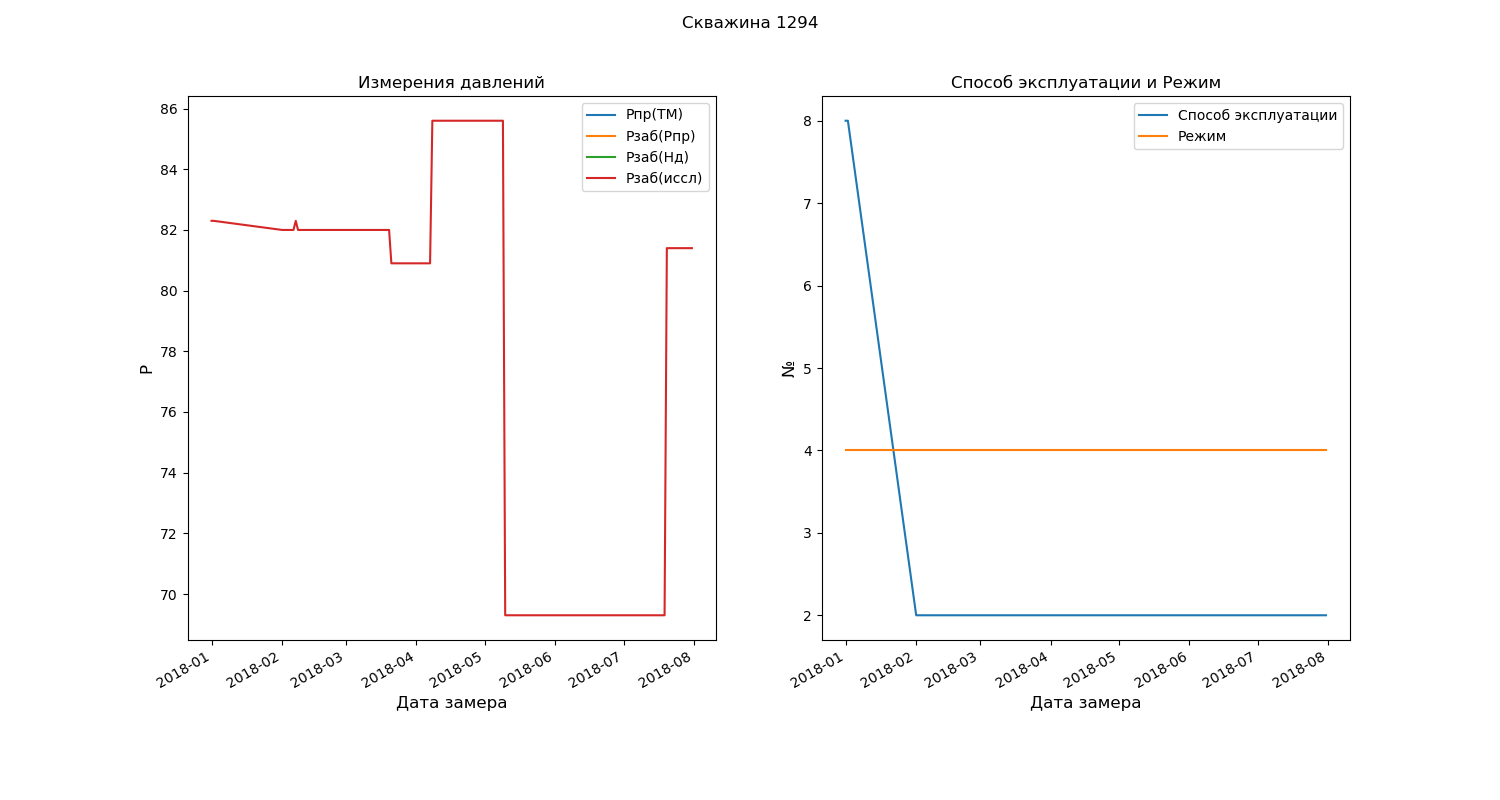 Скважина 1294
Измерения давлений
86
84
82
80
78
76
74
72
70
P
Рпр(ТМ)
Рзаб(Рпр)
Рзаб(Нд)
Рзаб(иссл)
2018-01
2018-02
2018-03
2018-04
2018-05
2018-06
2018-07
2018-08
Дата замера
Способ эксплуатации и Режим
8
7
6
5
4
3
2
№
Способ эксплуатации
Режим
2018-01
2018-02
2018-03
2018-04
2018-05
2018-06
2018-07
2018-08
Дата замера